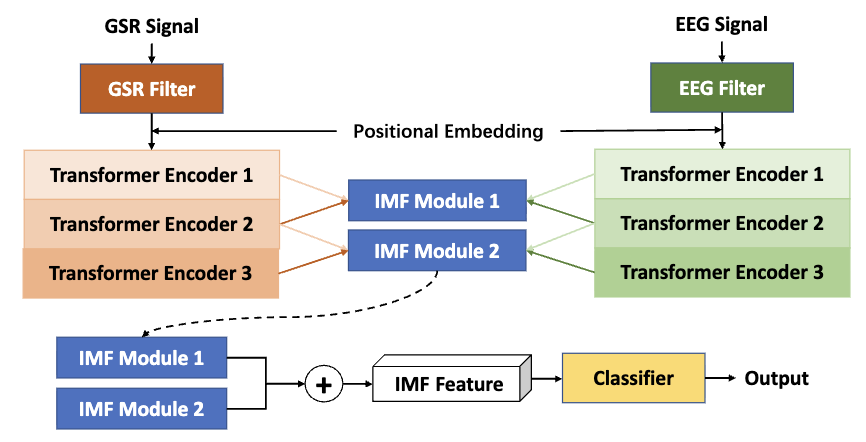 GSR Signal
EEG Signal
GSR Filter
EEG Filter
Positional Embedding
Transformer Encoder 1
Transformer Encoder 2
Transformer Encoder 3
IMF Module 1
IMF Module 2
Transformer Encoder 1
Transformer Encoder 2
Transformer Encoder 3
IMF Module 1
IMF Module 2
+
IMF Feature
Classifier
Output